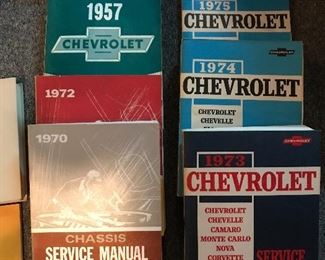 1957
CHEVROLET
1972
1970
CHASSIS
SERVICE MANUAL
1975
CHEVROLET
1974
CHEVROLET
CHEVROLET
CHEVELLE
1973
CHEVROLET
CHEVROLET
CHEVELLE
CAMARO
MONTE CARLO
NOVA
CORVETTE
SERVICE